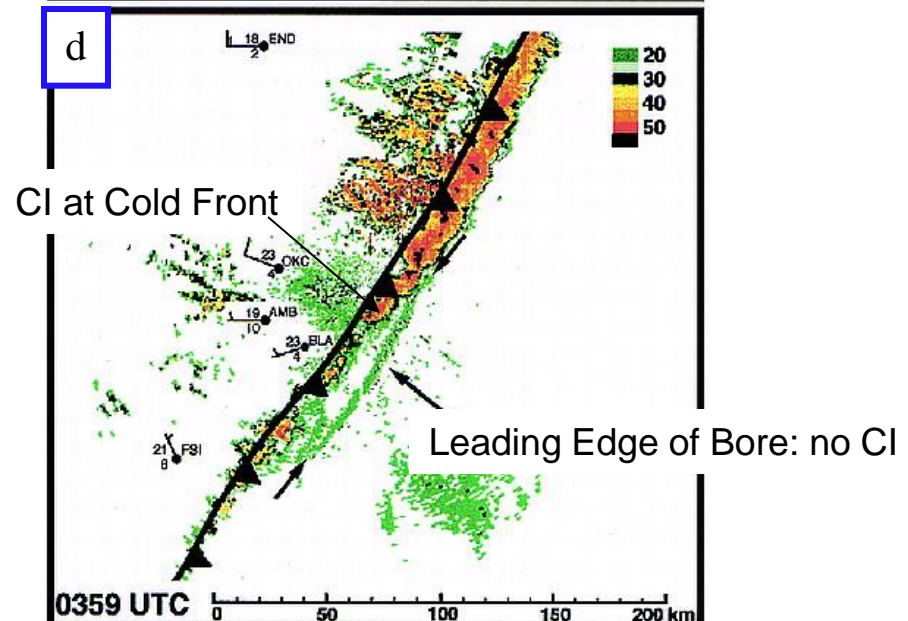 d
18 END
2
20
30
40
50
CI at Cold Front
23 OKC
4
19 AMB
10
23 BLA
4
Leading Edge of Bore: no CI
21 FSI
8
0359 UTC
0 50 100 150 200 km